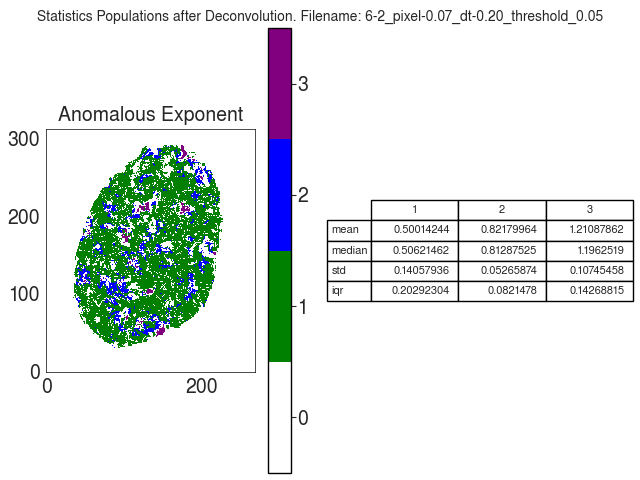 Statistics Populations after Deconvolution. Filename: 6-2_pixel-0.07_dt-0.20_threshold_0.05
Anomalous Exponent
300
200
100
0
0 200
3
2
1
0
1 2 3
mean 0.50014244 0.82179964 1.21087862
median 0.50621462 0.81287525 1.1962519
std 0.14057936 0.05265874 0.10745458
iqr 0.20292304 0.0821478 0.14268815